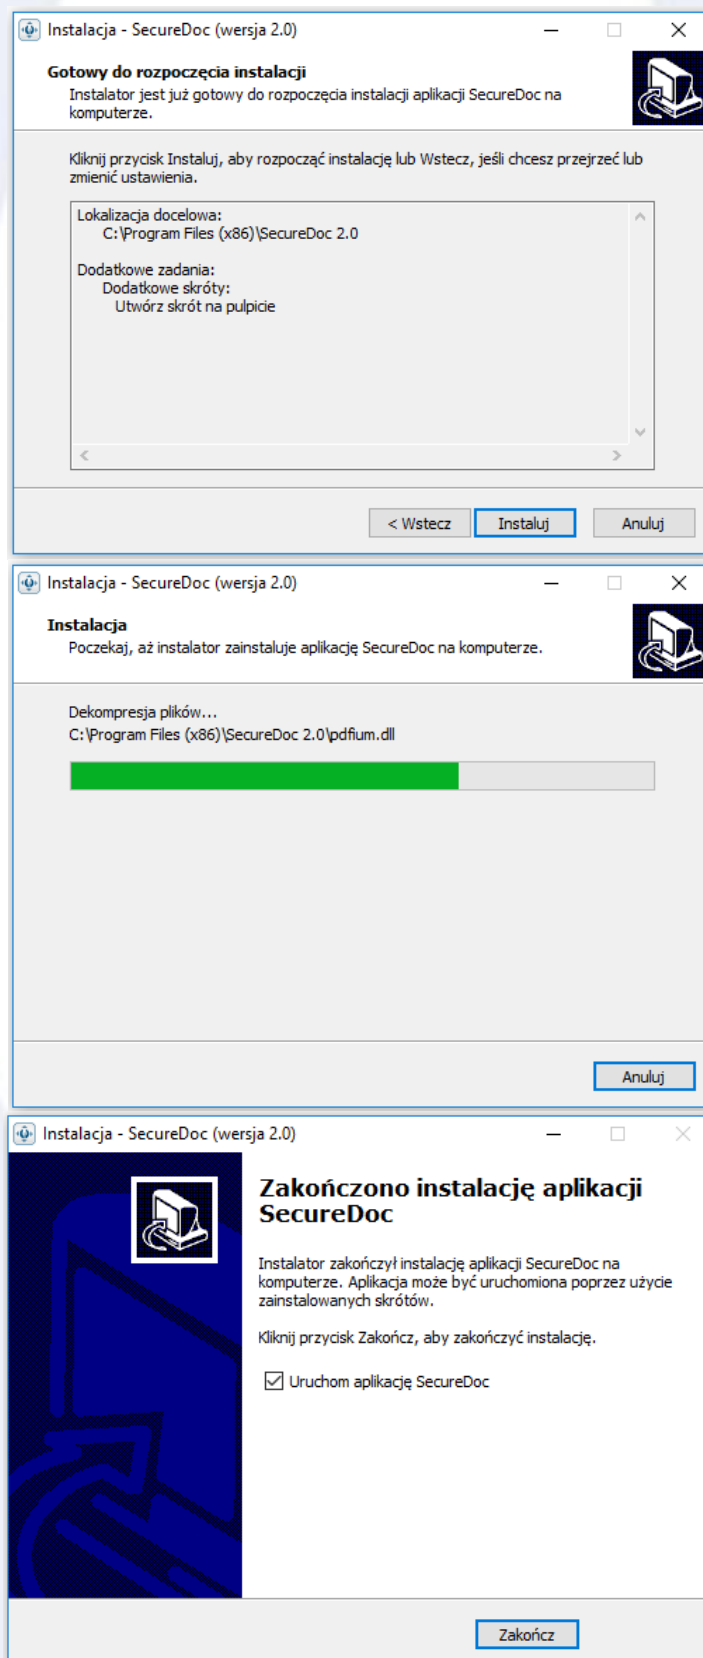 Instalacja - SecureDoc (wersja 2.0)
Gotowy do rozpoczęcia instalacji
Instalator jest już gotowy do rozpoczęcia instalacji aplikacji SecureDoc na
komputerze.
Kliknij przycisk Instaluj, aby rozpocząć instalację lub Wstecz, jeśli chcesz przejrzeć lub
zmienić ustawienia.
Lokalizacja docelowa:
C:\Program Files (x86)\SecureDoc 2.0
Dodatkowe zadania:
Dodatkowe skróty:
Utwórz skrót na pulpicie
< Wstecz Instaluj Anuluj
Instalacja - SecureDoc (wersja 2.0)
Instalacja
Poczekaj, aż instalator zainstaluje aplikację SecureDoc na komputerze.
Dekompresja plików...
C:\Program Files (x86)\SecureDoc 2.0\pdfium.dll
Anuluj
Instalacja - SecureDoc (wersja 2.0)
Zakończono instalację aplikacji
SecureDoc
Instalator zakończył instalację aplikacji SecureDoc na
komputerze. Aplikacja może być uruchomiona poprzez użycie
zainstalowanych skrótów.
Kliknij przycisk Zakończ, aby zakończyć instalację.
Uruchom aplikację SecureDoc
Zakończ